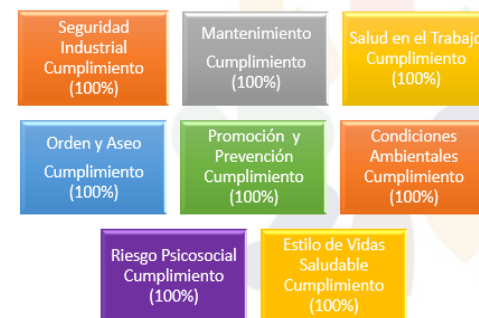 Seguridad
Industrial
Cumplimiento
(100%)
Mantenimiento
Cumplimiento
(100%)
Salud en el Trabajo
Cumplimiento
(100%)
Orden y Aseo
Cumplimiento
(100%)
Promoción y
Prevención
Cumplimiento
(100%)
Condiciones
Ambientales
Cumplimiento
(100%)
Riesgo Psicosocial
Cumplimiento
(100%)
Estilo de Vidas
Saludable
Cumplimiento
(100%)